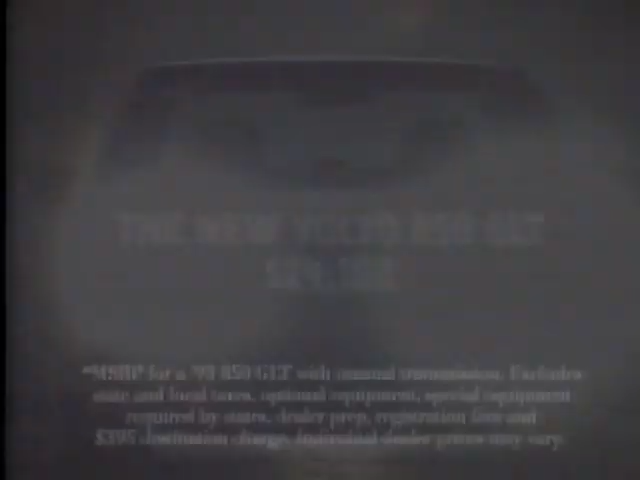 THE NEW VOLVO 850 GLT
*MSRP for a '93 850 GLT with manual transmission. Excludes
state and local taxes, optional equipment, special equipment
required by states, dealer prep, registration fees and
$395 destination charge. Individual dealer prices may vary.